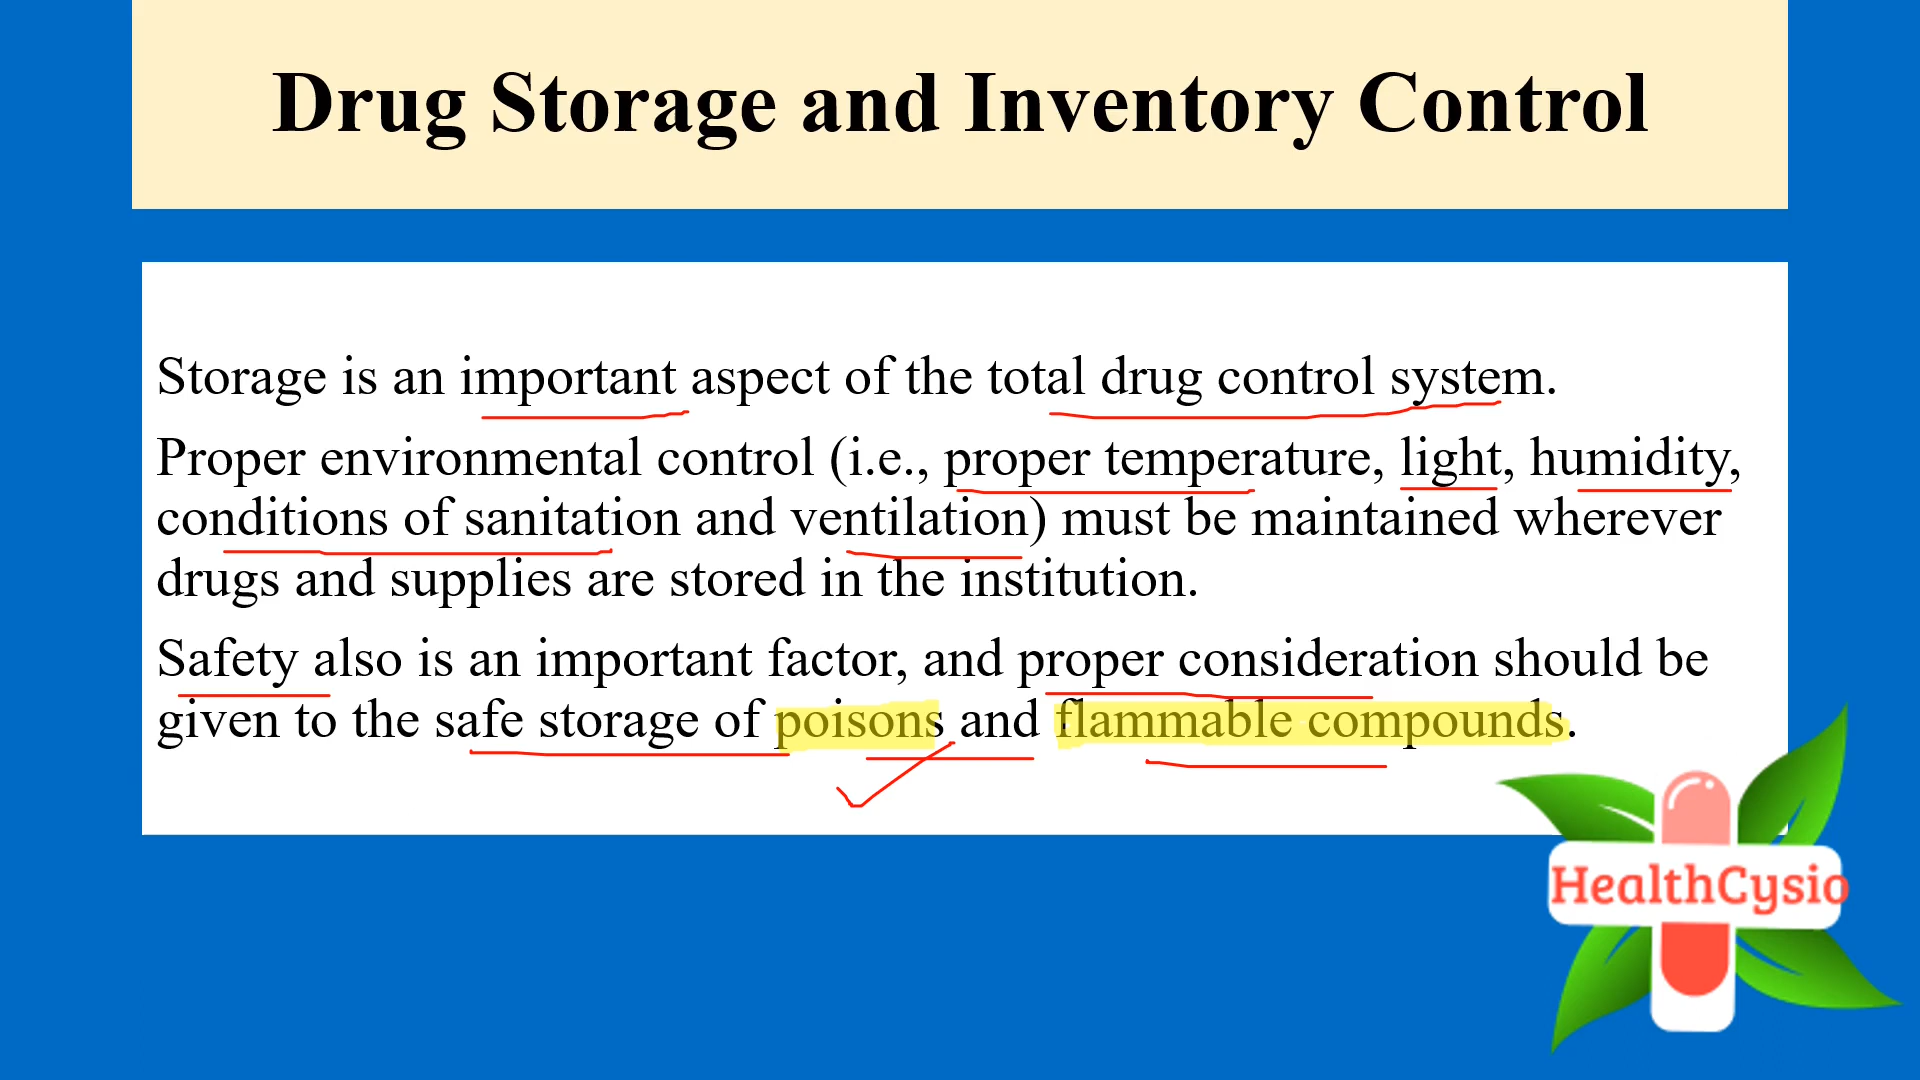 Drug Storage and Inventory Control
Storage is an important aspect of the total drug control system.
Proper environmental control (i.e., proper temperature, light, humidity,
conditions of sanitation and ventilation) must be maintained wherever
drugs and supplies are stored in the institution.
Safety also is an important factor, and proper consideration should be
given to the safe storage of poisons and flammable compounds.
HealthCysio